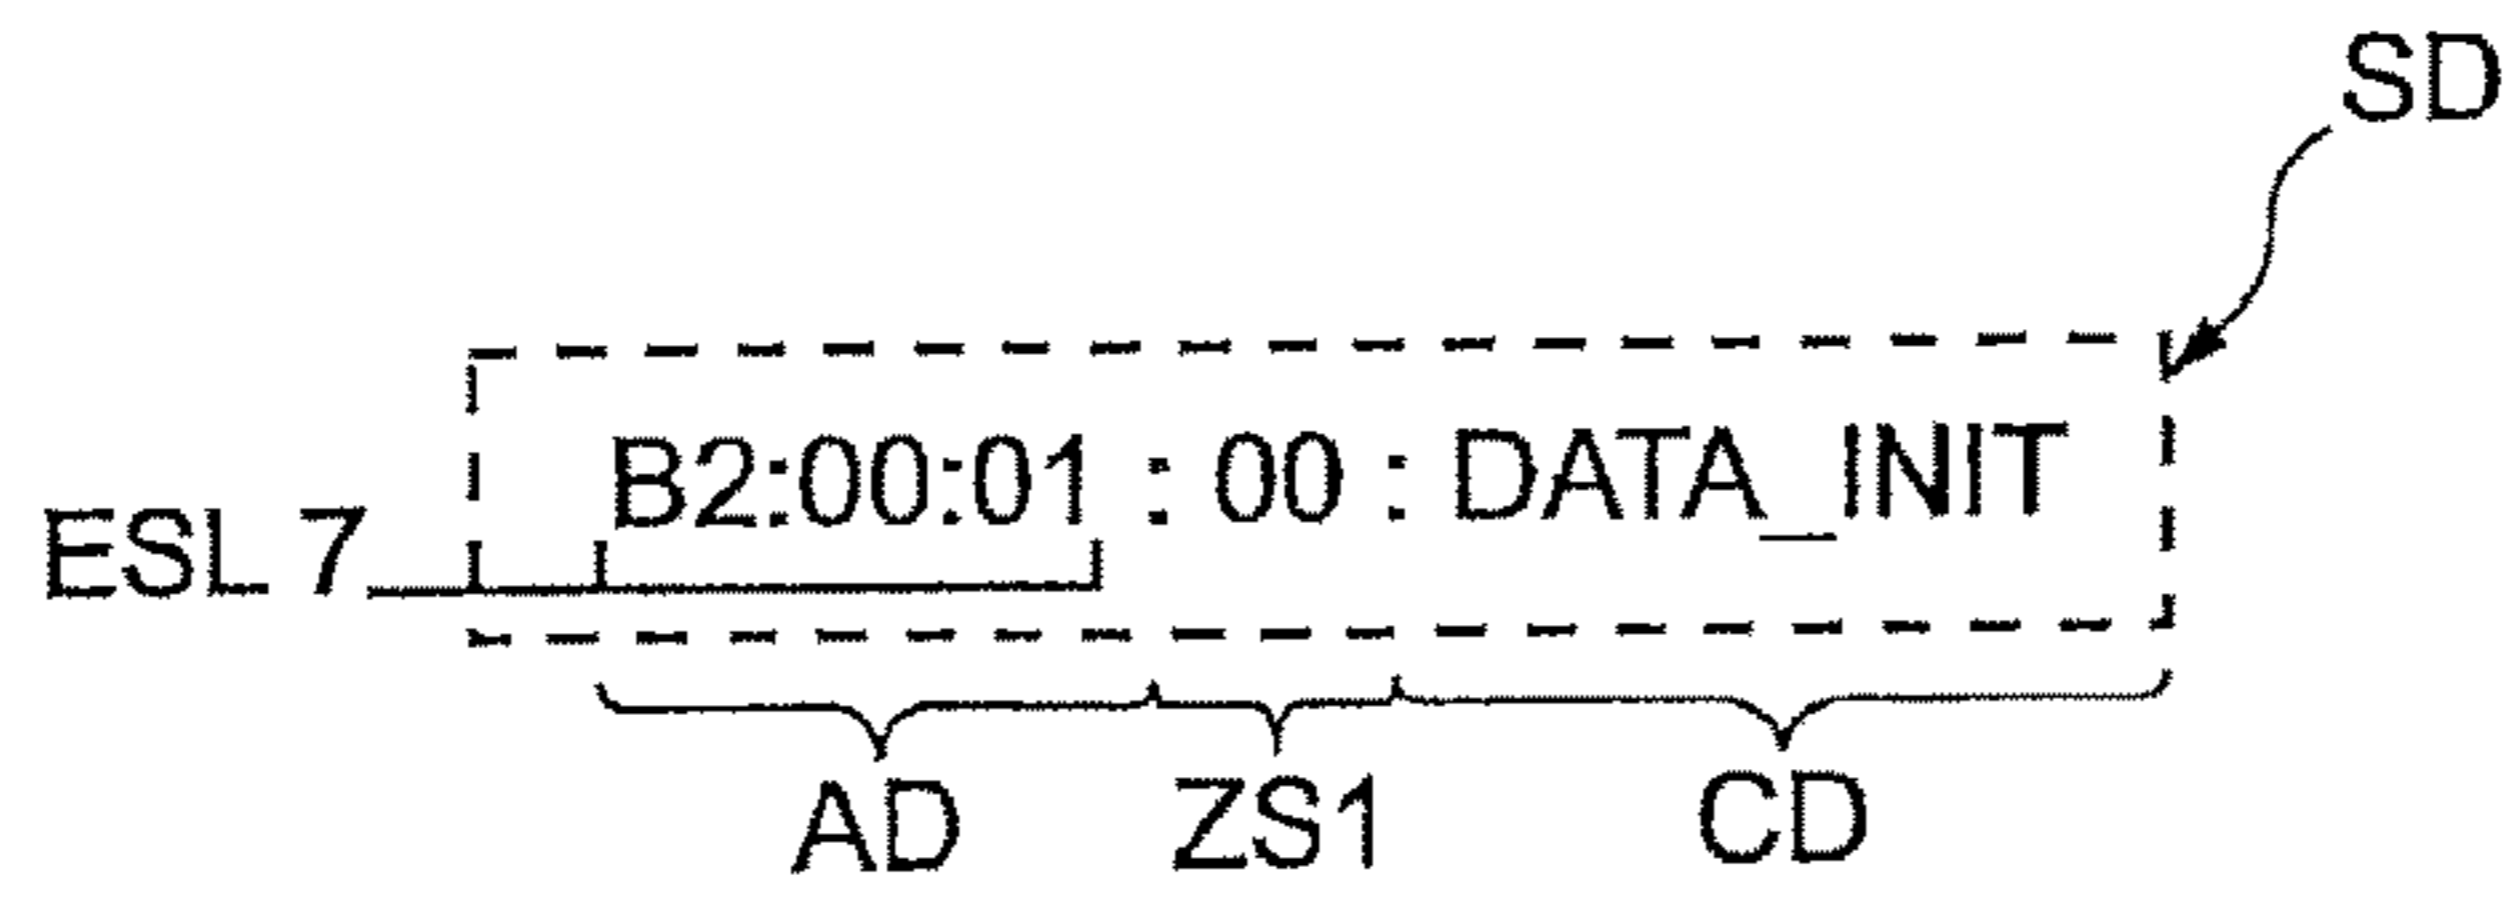 SD
B2:00:01 : 00 : DATA_INIT
ESL 7
AD ZS1 CD